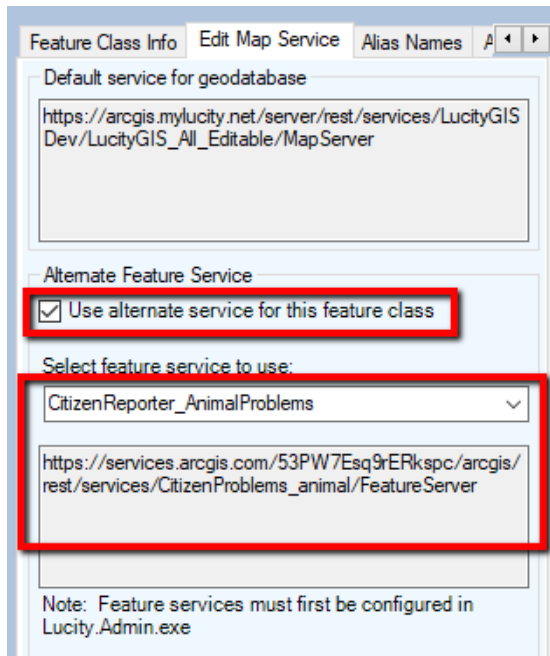 Feature Class Info Edit Map Service Alias Names A
Default service for geodatabase
https://arcgis.mylucity.net/server/rest/services/LucityGIS
Dev/LucityGIS_All_Editable/MapServer
Alternate Feature Service
Use alternate service for this feature class
Select feature service to use:
CitizenReporter_AnimalProblems
https://services.arcgis.com/53PW7Esq9rERkspc/arcgis/
rest/services/CitizenProblems_animal/FeatureServer
Note: Feature services must first be configured in
Lucity.Admin.exe